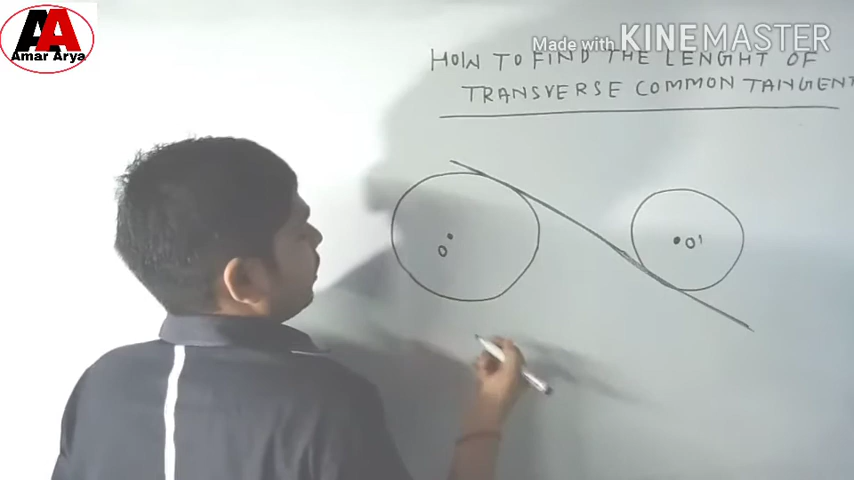 AA
Amar Arya
Made with KINEMASTER
HOW TO FIND THE LENGHT OF
TRANSVERSE COMMON TANGENT
O
O'